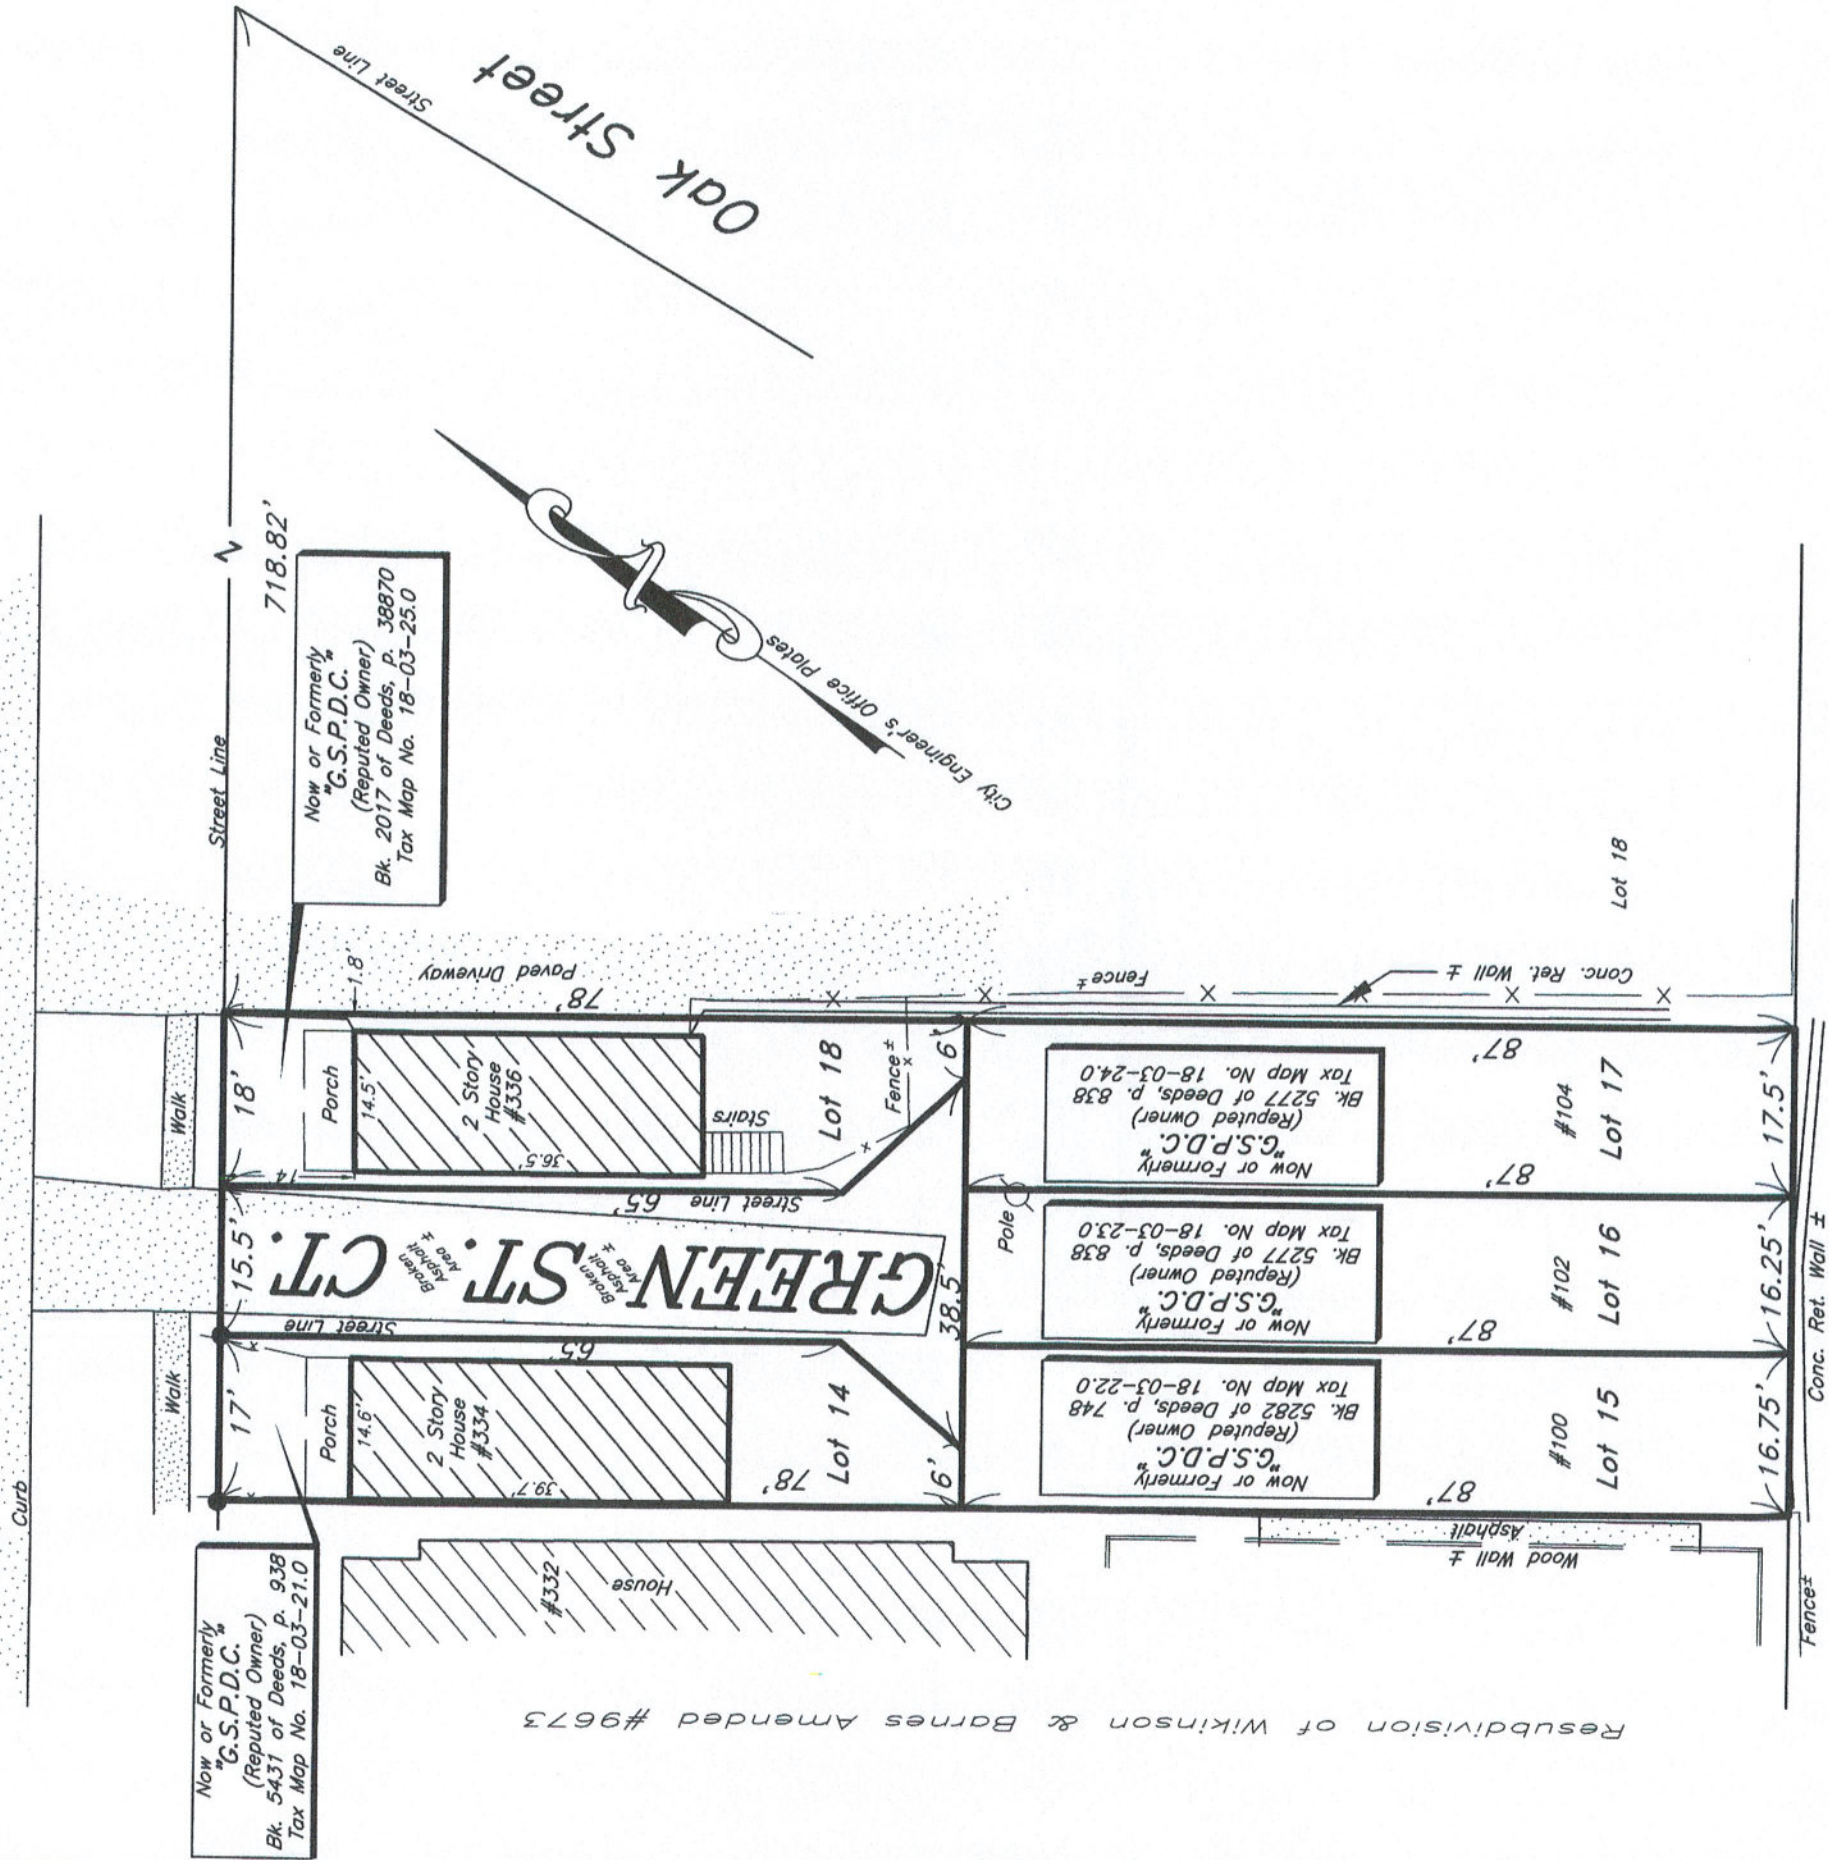 Oak Street
Street Line
N
718.82'
Curb
Street Line
Now or Formerly
"G.S.P.D.C."
(Reputed Owner)
Bk. 2017 of Deeds, p. 38870
Tax Map No. 18-03-25.0
City Engineer's Office Plates
Walk
18'
Porch
14.5'
2 Story
House
#336
36.5'
1.8'
14
78'
Paved Driveway
Stairs
Lot 18
Fence±
6'
Street Line
65'
15.5'
GREEN ST. CT.
Broken
Asphalt
Area ±
Broken
Asphalt
Area ±
38.5'
Street Line
65'
Walk
17'
Porch
14.6'
2 Story
House
#334
39.7'
78'
Lot 14
6'
Now or Formerly
"G.S.P.D.C."
(Reputed Owner)
Bk. 5431 of Deeds, p. 938
Tax Map No. 18-03-21.0
#332
House
Fence±
Conc. Ret. Wall ±
Lot 18
Now or Formerly
"G.S.P.D.C."
(Reputed Owner)
Bk. 5277 of Deeds, p. 838
Tax Map No. 18-03-24.0
87'
#104
Lot 17
17.5'
Pole
87'
Now or Formerly
"G.S.P.D.C."
(Reputed Owner)
Bk. 5277 of Deeds, p. 838
Tax Map No. 18-03-23.0
#102
Lot 16
16.25'
87'
Now or Formerly
"G.S.P.D.C."
(Reputed Owner)
Bk. 5282 of Deeds, p. 748
Tax Map No. 18-03-22.0
#100
Lot 15
16.75'
87'
Conc. Ret. Wall ±
Asphalt
Wood Wall ±
Fence±
Resubdivision of Wikinson & Barnes Amended #9673